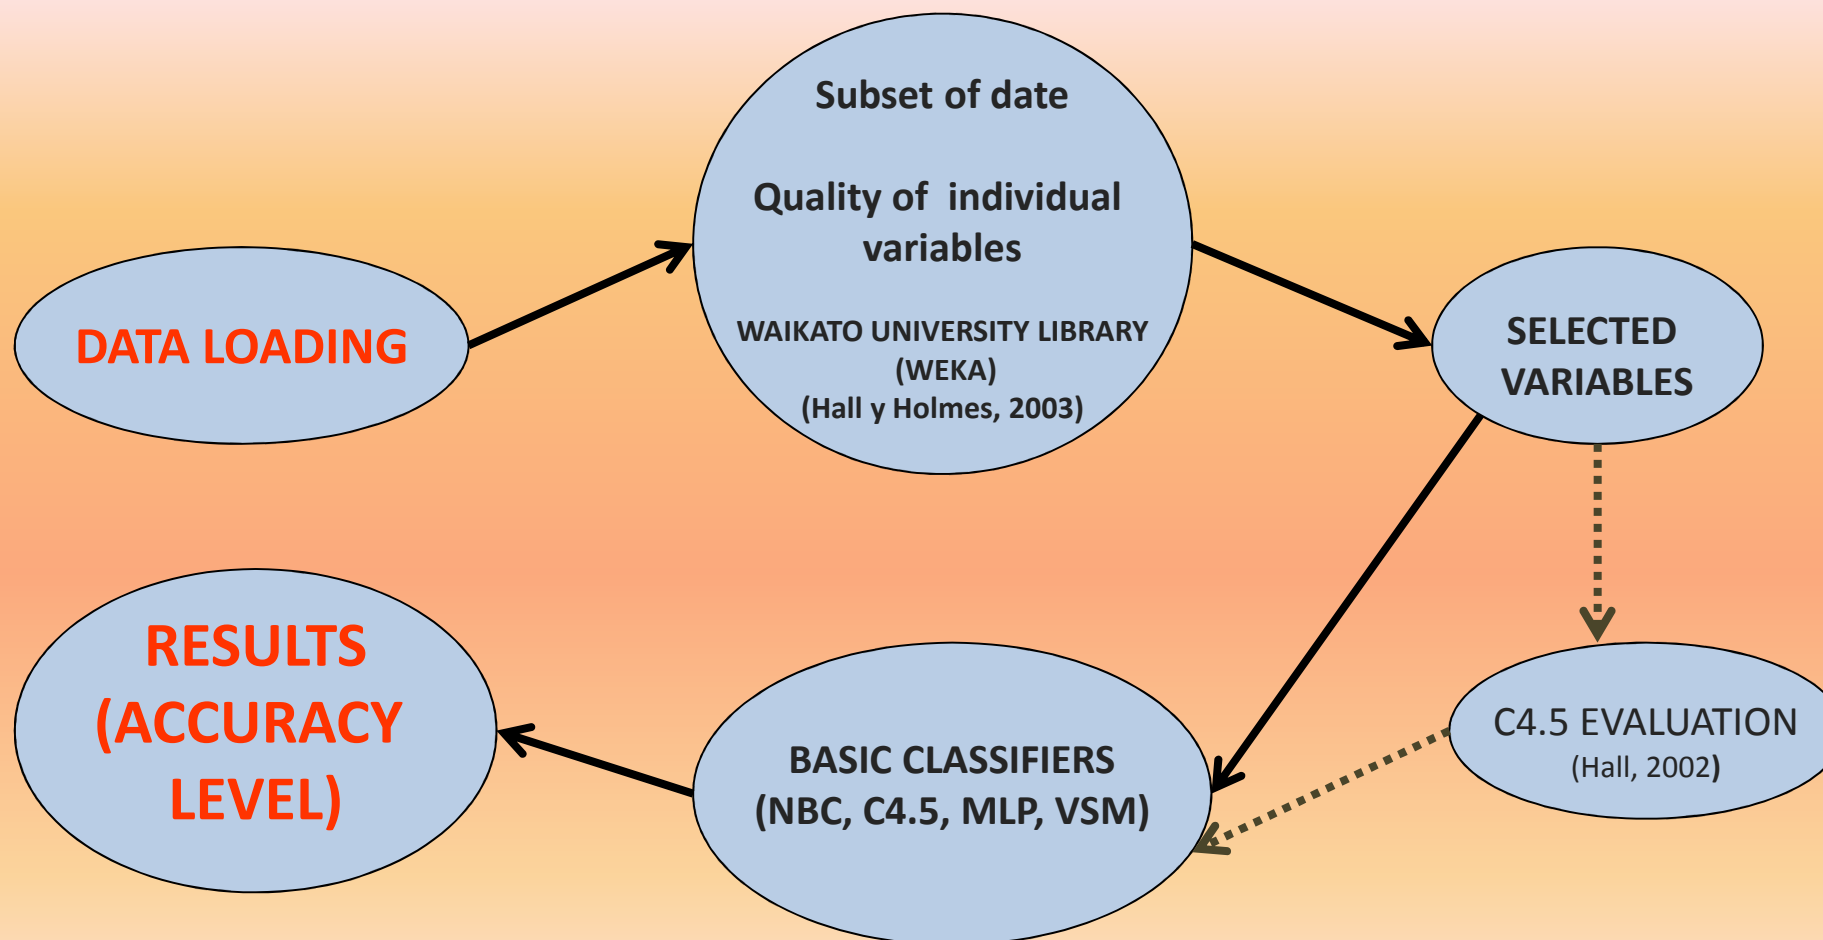 Subset of date
Quality of individual
variables
WAIKATO UNIVERSITY LIBRARY
(WEKA)
(Hall y Holmes, 2003)
DATA LOADING
SELECTED
VARIABLES
RESULTS
(ACCURACY
LEVEL)
BASIC CLASSIFIERS
(NBC, C4.5, MLP, VSM)
C4.5 EVALUATION
(Hall, 2002)